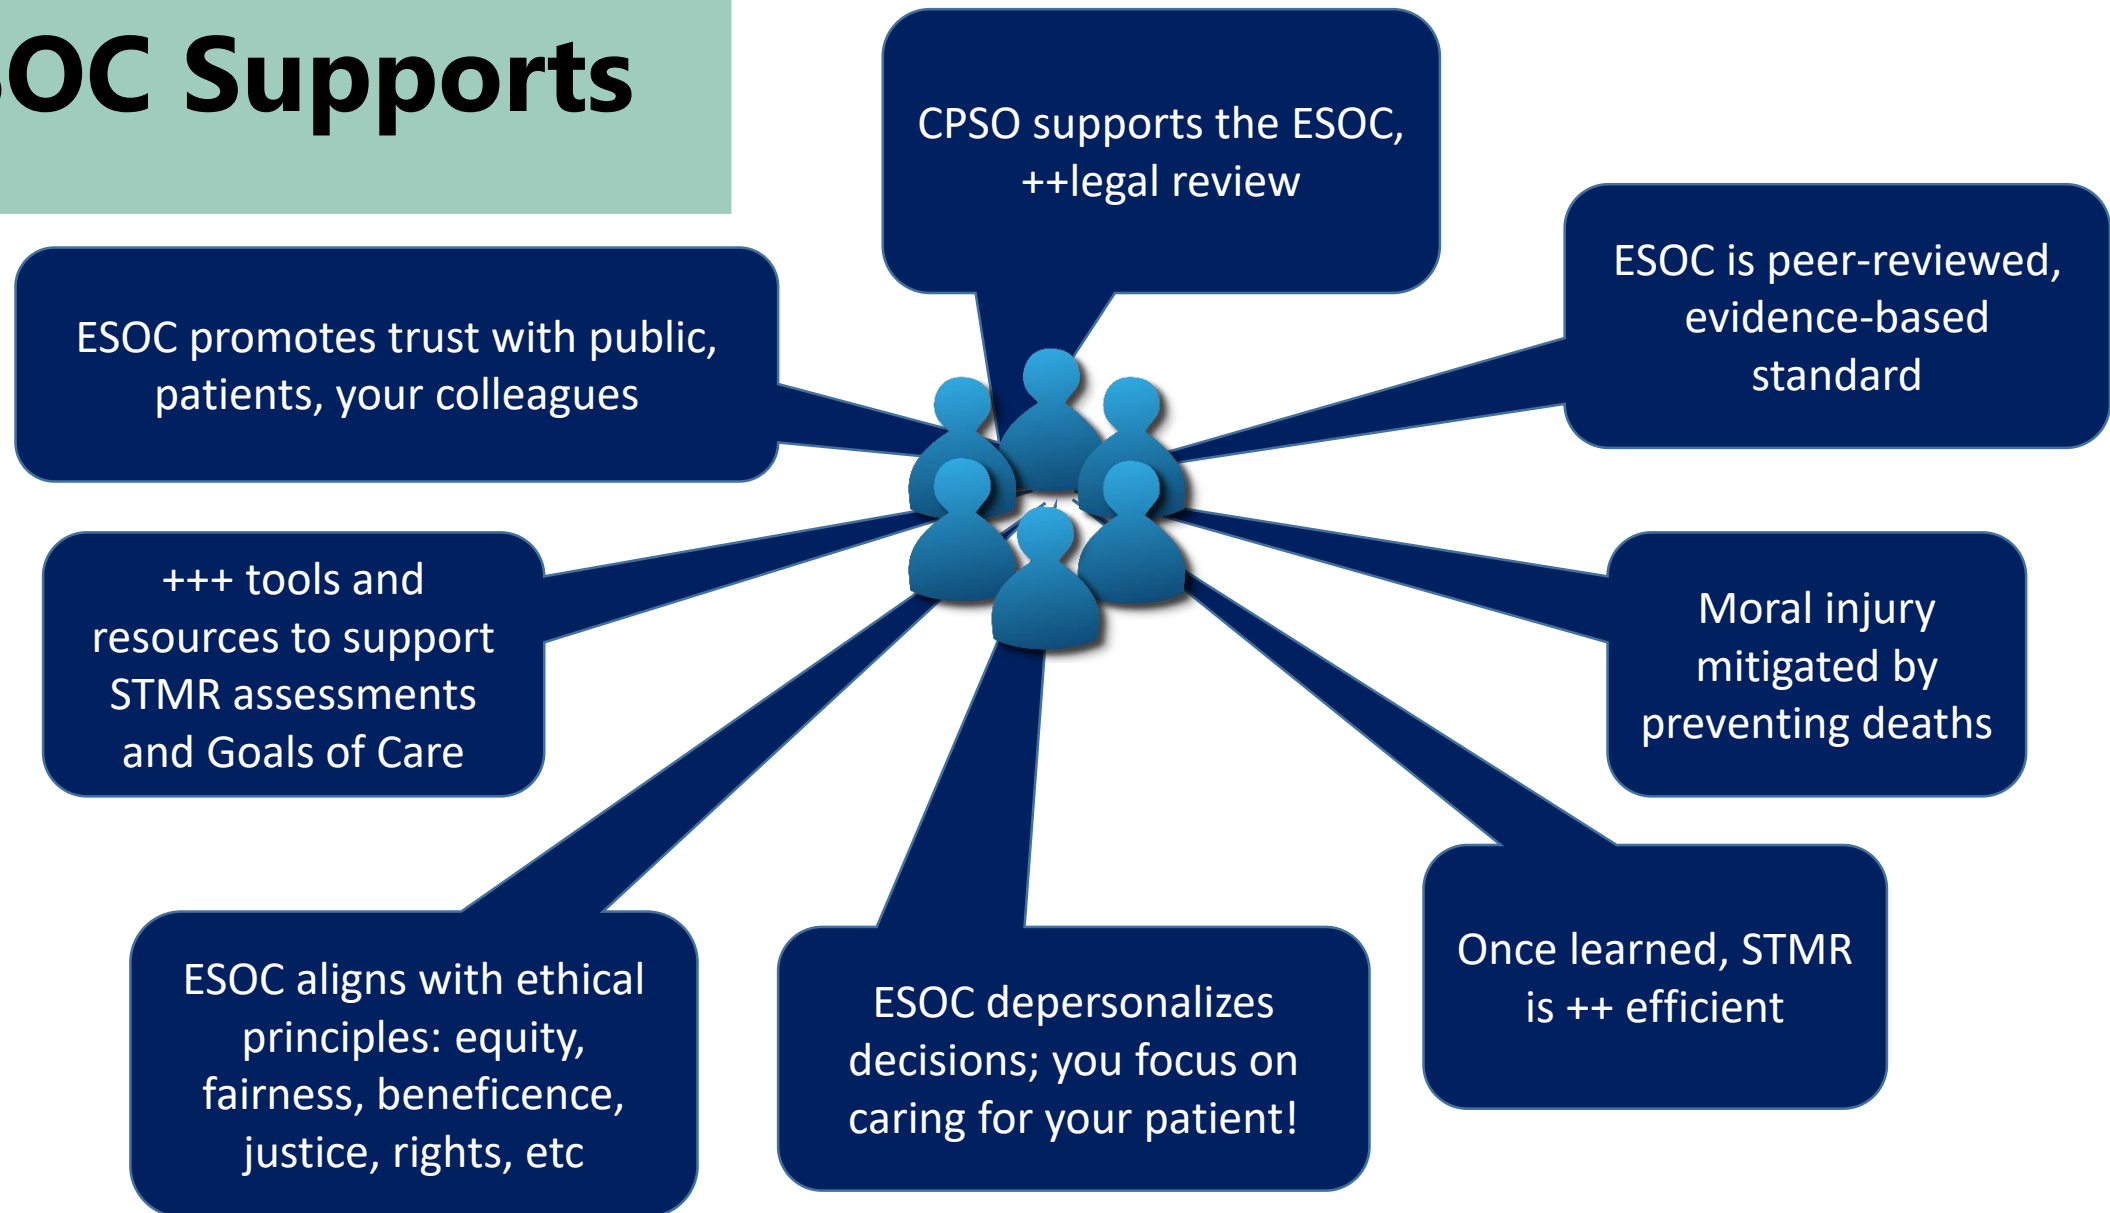 OC Supports
CPSO supports the ESOC,
++legal review
ESOC is peer-reviewed,
evidence-based
standard
ESOC promotes trust with public,
patients, your colleagues
+++ tools and
resources to support
STMR assessments
and Goals of Care
Moral injury
mitigated by
preventing deaths
Once learned, STMR
is ++ efficient
ESOC aligns with ethical
principles: equity,
fairness, beneficence,
justice, rights, etc
ESOC depersonalizes
decisions; you focus on
caring for your patient!